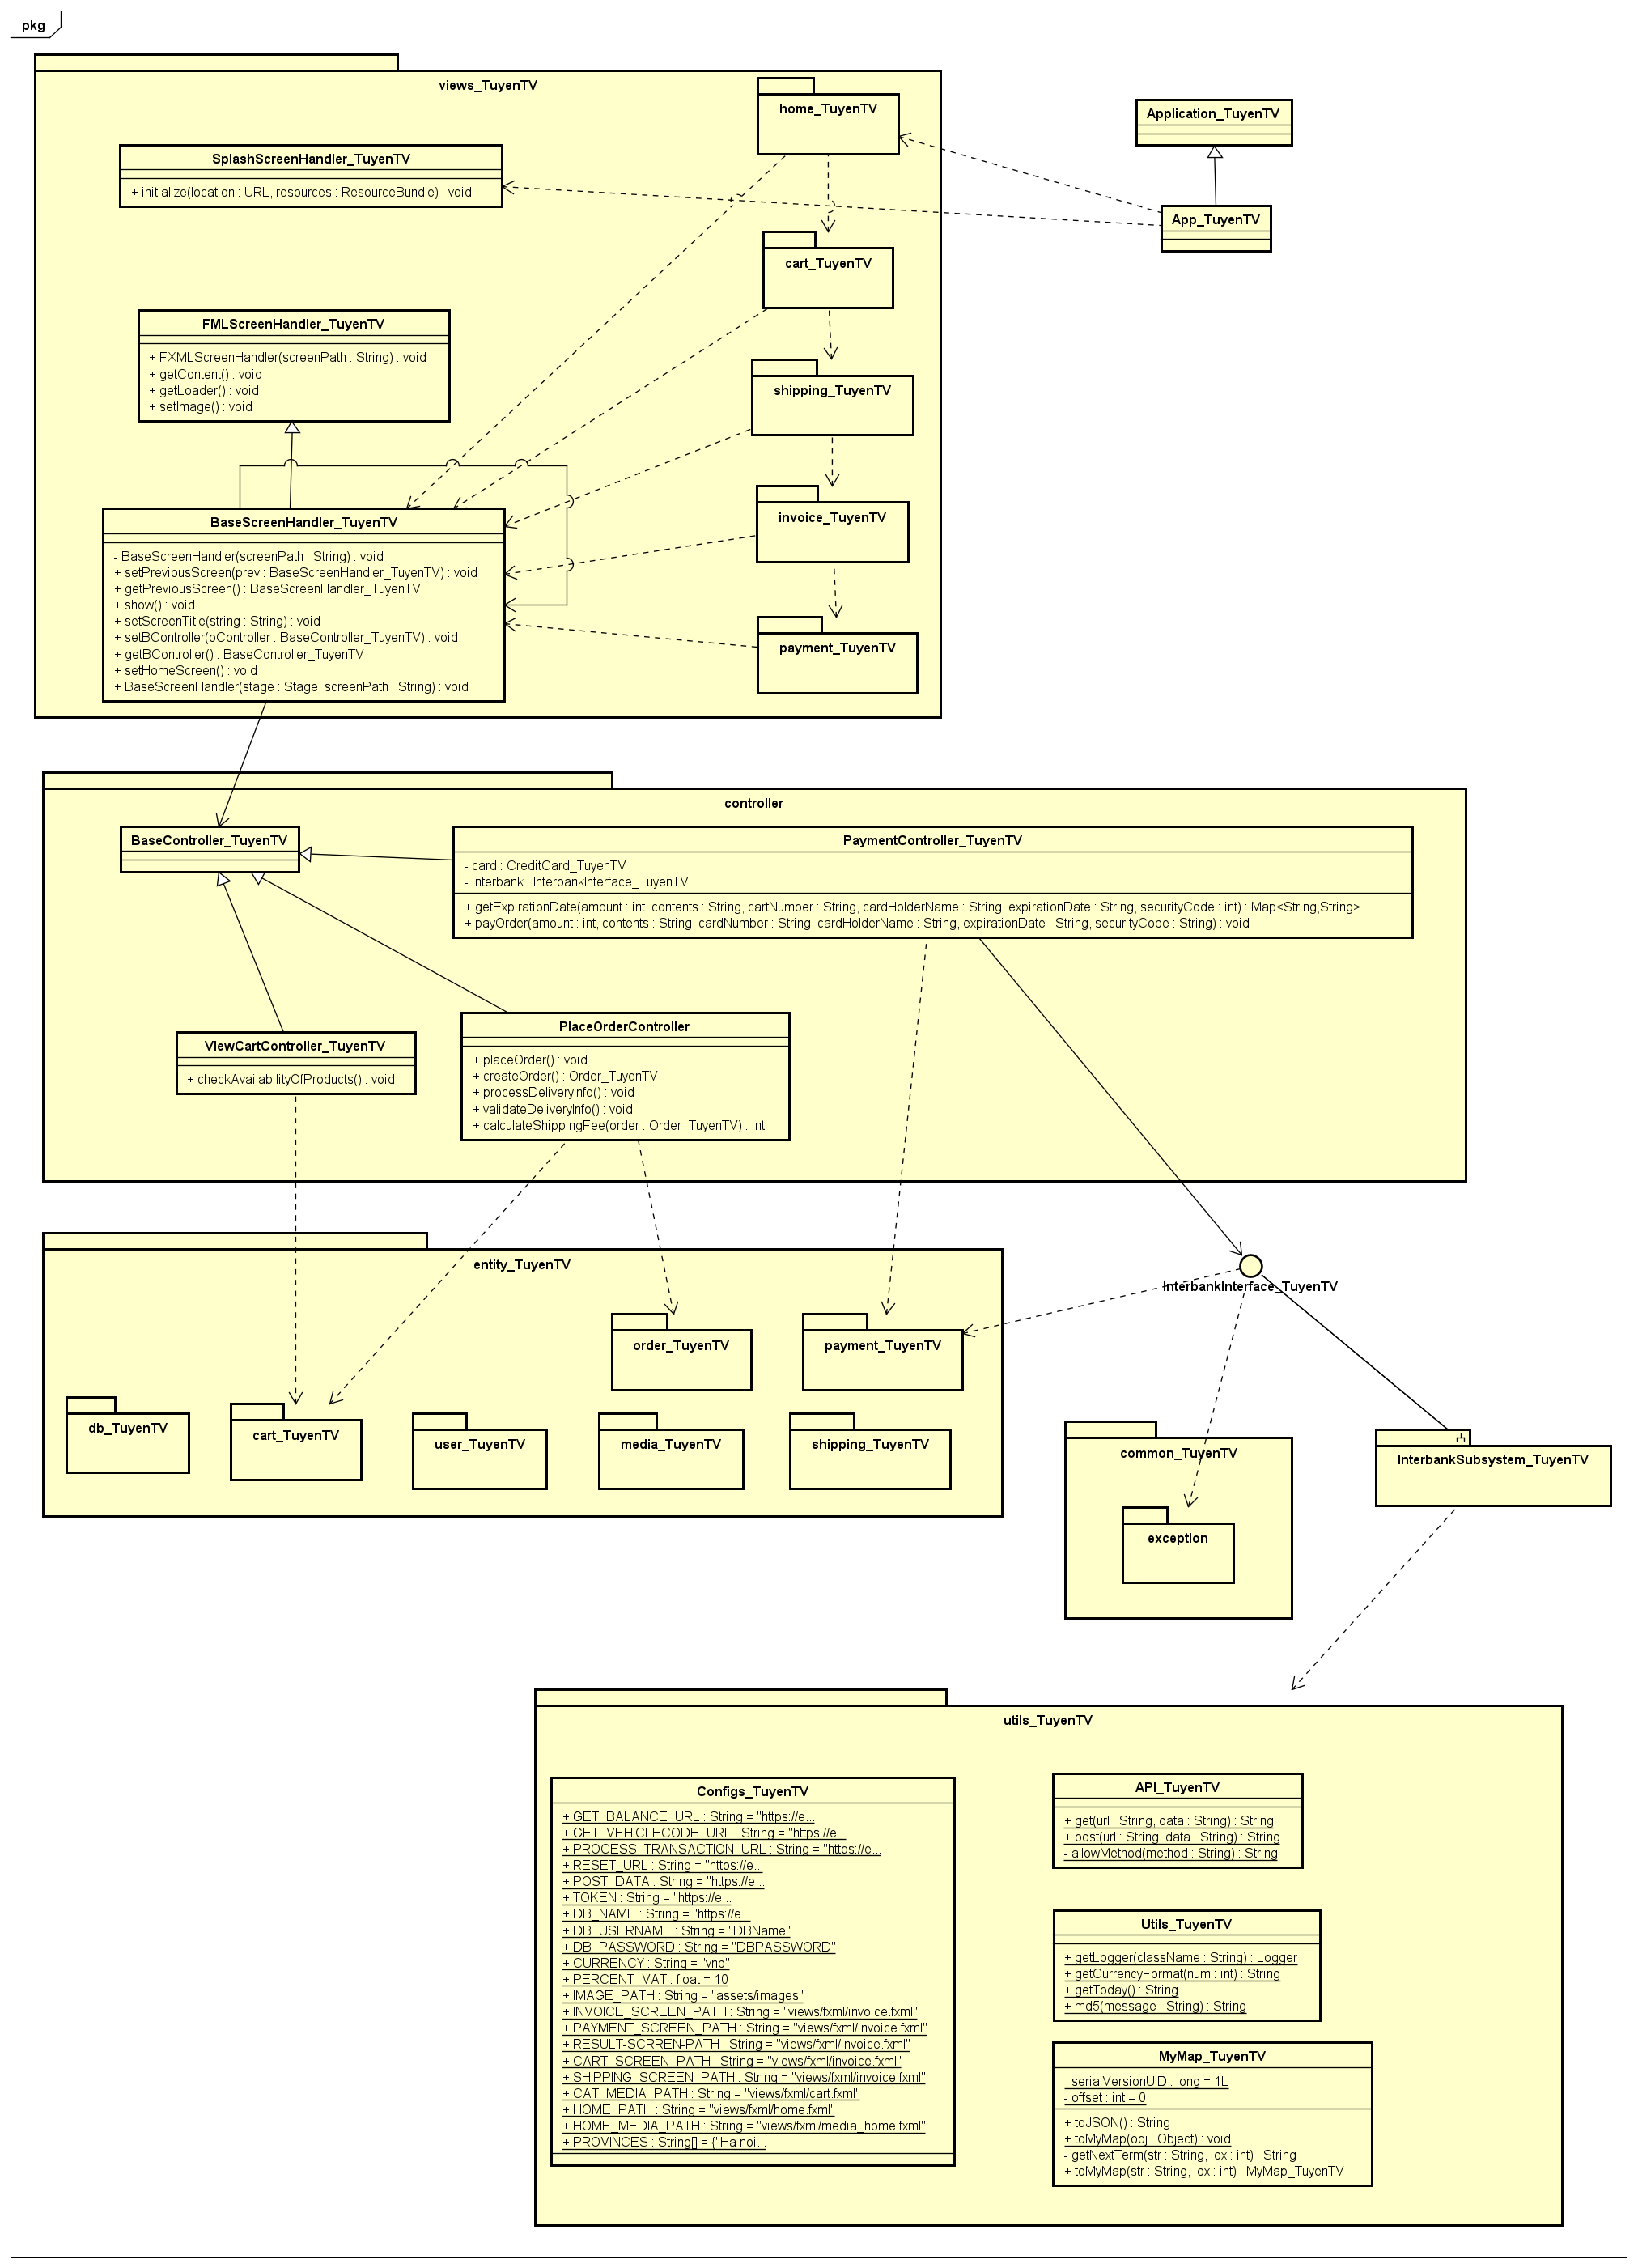 pkg
views_TuyenTV
home_TuyenTV
Application_TuyenTV
SplashScreenHandler_TuyenTV
+ initialize(location : URL, resources : ResourceBundle) : void
App_TuyenTV
cart_TuyenTV
FMLScreenHandler_TuyenTV
+ FXMLScreenHandler(screenPath : String) : void
+ getContent() : void
+ getLoader() : void
+ setImage() : void
shipping_TuyenTV
invoice_TuyenTV
BaseScreenHandler_TuyenTV
- BaseScreenHandler(screenPath : String) : void
+ setPreviousScreen(prev : BaseScreenHandler_TuyenTV) : void
+ getPreviousScreen() : BaseScreenHandler_TuyenTV
+ show() : void
+ setScreenTitle(string : String) : void
+ setBController(bController : BaseController_TuyenTV) : void
+ getBController() : BaseController_TuyenTV
+ setHomeScreen() : void
+ BaseScreenHandler(stage : Stage, screenPath : String) : void
payment_TuyenTV
controller
BaseController_TuyenTV
PaymentController_TuyenTV
- card : CreditCard_TuyenTV
- interbank : InterbankInterface_TuyenTV
+ getExpirationDate(amount : int, contents : String, cartNumber : String, cardHolderName : String, expirationDate : String, securityCode : int) : Map<String,String>
+ payOrder(amount : int, contents : String, cardNumber : String, cardHolderName : String, expirationDate : String, securityCode : String) : void
ViewCartController_TuyenTV
+ checkAvailabilityOfProducts() : void
PlaceOrderController
+ placeOrder() : void
+ createOrder() : Order_TuyenTV
+ processDeliveryInfo() : void
+ validateDeliveryInfo() : void
+ calculateShippingFee(order : Order_TuyenTV) : int
entity_TuyenTV
InterbankInterface_TuyenTV
order_TuyenTV
payment_TuyenTV
db_TuyenTV
cart_TuyenTV
user_TuyenTV
media_TuyenTV
shipping_TuyenTV
common_TuyenTV
exception
InterbankSubsystem_TuyenTV
utils_TuyenTV
Configs_TuyenTV
+ GET_BALANCE_URL : String = "https://e...
+ GET_VEHICLECODE_URL : String = "https://e...
+ PROCESS_TRANSACTION_URL : String = "https://e...
+ RESET_URL : String = "https://e...
+ POST_DATA : String = "https://e...
+ TOKEN : String = "https://e...
+ DB_NAME : String = "https://e...
+ DB_USERNAME : String = "DBName"
+ DB_PASSWORD : String = "DBPASSWORD"
+ CURRENCY : String = "vnd"
+ PERCENT_VAT : float = 10
+ IMAGE_PATH : String = "assets/images"
+ INVOICE_SCREEN_PATH : String = "views/fxml/invoice.fxml"
+ PAYMENT_SCREEN_PATH : String = "views/fxml/invoice.fxml"
+ RESULT-SCRREN-PATH : String = "views/fxml/invoice.fxml"
+ CART_SCREEN_PATH : String = "views/fxml/invoice.fxml"
+ SHIPPING_SCREEN_PATH : String = "views/fxml/invoice.fxml"
+ CAT_MEDIA_PATH : String = "views/fxml/cart.fxml"
+ HOME_PATH : String = "views/fxml/home.fxml"
+ HOME_MEDIA_PATH : String = "views/fxml/media_home.fxml"
+ PROVINCES : String[] = {"Ha noi...
API_TuyenTV
+ get(url : String, data : String) : String
+ post(url : String, data : String) : String
- allowMethod(method : String) : String
Utils_TuyenTV
+ getLogger(className : String) : Logger
+ getCurrencyFormat(num : int) : String
+ getToday() : String
+ md5(message : String) : String
MyMap_TuyenTV
- serialVersionUID : long = 1L
- offset : int = 0
+ toJSON() : String
+ toMyMap(obj : Object) : void
- getNextTerm(str : String, idx : int) : String
+ toMyMap(str : String, idx : int) : MyMap_TuyenTV